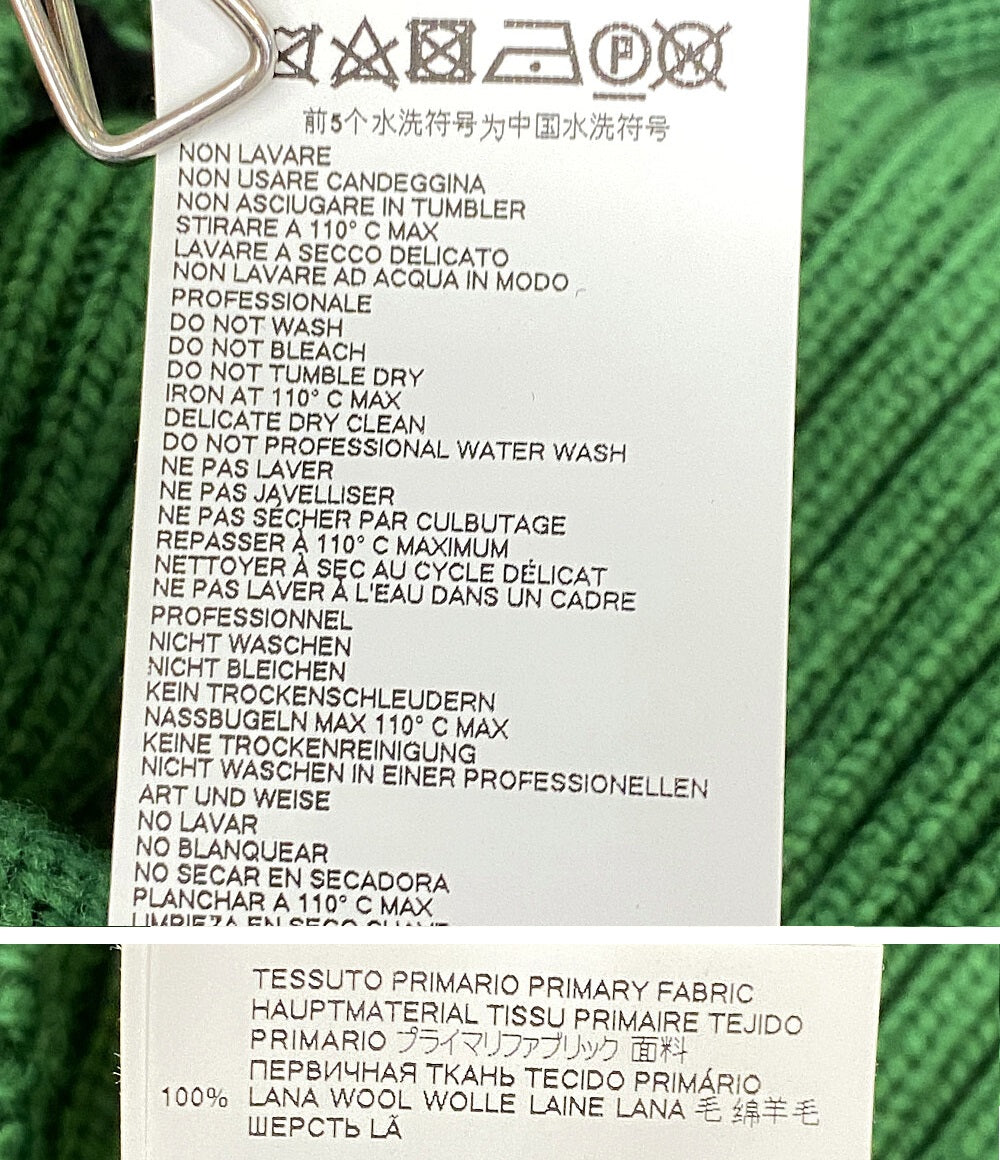 P W
前5个水洗符号为中国水洗符号
NON LAVARE
NON USARE CANDEGGINA
NON ASCIUGARE IN TUMBLER
STIRARE A 110° C MAX
LAVARE A SECCO DELICATO
NON LAVARE AD ACQUA IN MODO
PROFESSIONALE
DO NOT WASH
DO NOT BLEACH
DO NOT TUMBLE DRY
IRON AT 110° C MAX
DELICATE DRY CLEAN
DO NOT PROFESSIONAL WATER WASH
NE PAS LAVER
NE PAS JAVELLISER
NE PAS SÉCHER PAR CULBUTAGE
REPASSER À 110° C MAXIMUM
NETTOYER À SEC AU CYCLE DÉLICAT
NE PAS LAVER À L'EAU DANS UN CADRE
PROFESSIONNEL
NICHT WASCHEN
NICHT BLEICHEN
KEIN TROCKENSCHLEUDERN
NASSBUGELN MAX 110° C MAX
KEINE TROCKENREINIGUNG
NICHT WASCHEN IN EINER PROFESSIONELLEN
ART UND WEISE
NO LAVAR
NO BLANQUEAR
NO SECAR EN SECADORA
PLANCHAR A 110° C MAX
LIMPIEZA EN SECO SUAVE
TESSUTO PRIMARIO PRIMARY FABRIC
HAUPTMATERIAL TISSU PRIMAIRE TEJIDO
PRIMARIO プライマリファブリック 面料
ПЕРВИЧНАЯ ТКАНЬ TECIDO PRIMÁRIO
100% LANA WOOL WOLLE LAINE LANA 毛 绵羊毛
ШЕРСТЬ LÃ